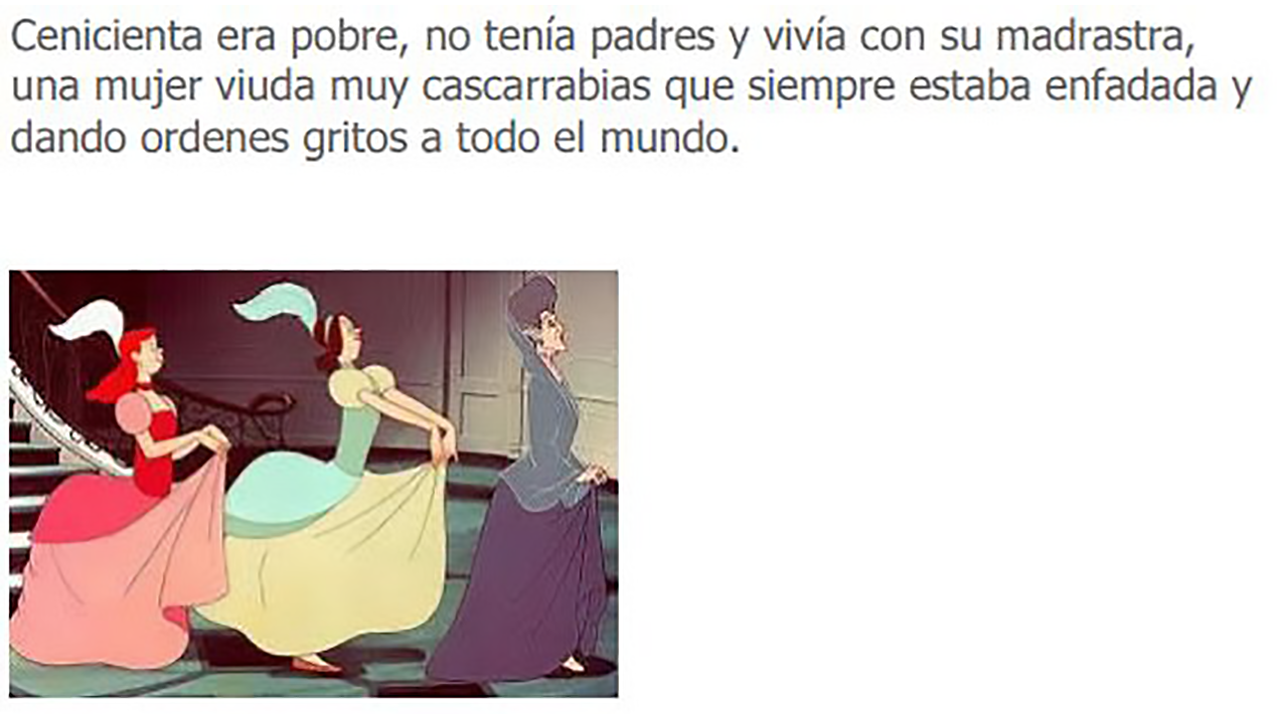 Cenicienta era pobre, no tenía padres y vivía con su madrastra,
una mujer viuda muy cascarrabias que siempre estaba enfadada y
dando ordenes gritos a todo el mundo.